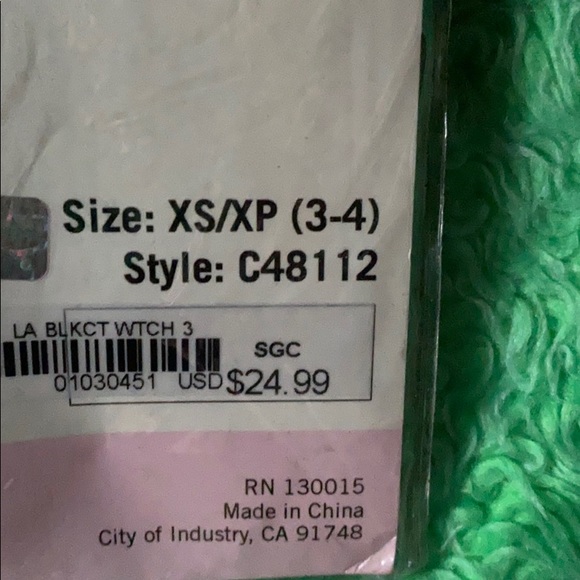 Size: XS/XP (3-4)
Style: C48112
LA BLKCT WTCH 3
SGC
01030451 USD $24.99
RN 130015
Made in China
City of Industry, CA 91748